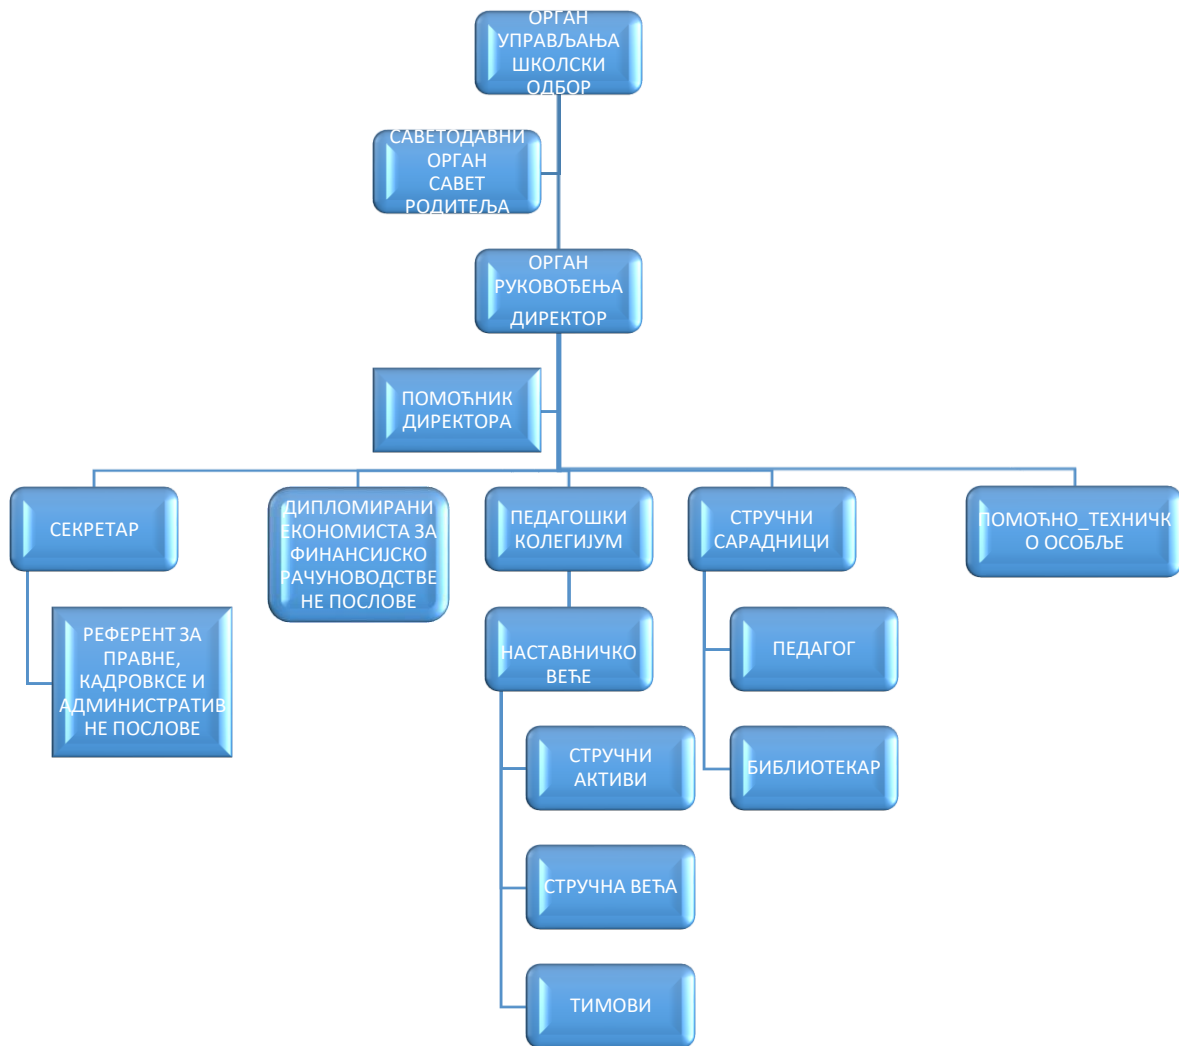 ОРГАН
УПРАВЉАЊА
ШКОЛСКИ
ОДБОР
САВЕТОДАВНИ
ОРГАН
САВЕТ
РОДИТЕЉА
ОРГАН
РУКОВОЂЕЊА
ДИРЕКТОР
ПОМОЋНИК
ДИРЕКТОРА
СЕКРЕТАР
ДИПЛОМИРАНИ
ЕКОНОМИСТА ЗА
ФИНАНСИЈСКО
РАЧУНОВОДСТВЕ
НЕ ПОСЛОВЕ
ПЕДАГОШКИ
КОЛЕГИЈУМ
СТРУЧНИ
САРАДНИЦИ
ПОМОЋНО_ТЕХНИЧК
О ОСОБЉЕ
РЕФЕРЕНТ ЗА
ПРАВНЕ,
КАДРОВКСЕ И
АДМИНИСТРАТИВ
НЕ ПОСЛОВЕ
НАСТАВНИЧКО
ВЕЋЕ
ПЕДАГОГ
СТРУЧНИ
АКТИВИ
БИБЛИОТЕКАР
СТРУЧНА ВЕЋА
ТИМОВИ